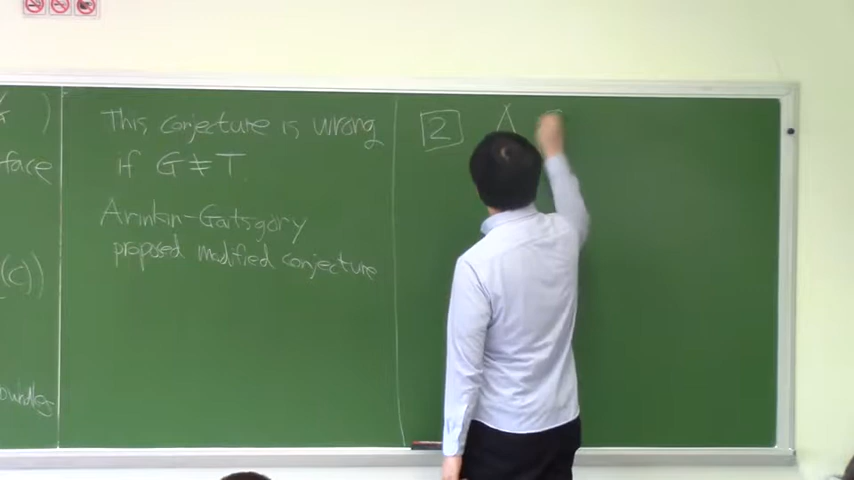 This conjecture is wrong
if G ≠ T
Arinkin-Gaitsgory
proposed modified conjecture
face
(C)
2